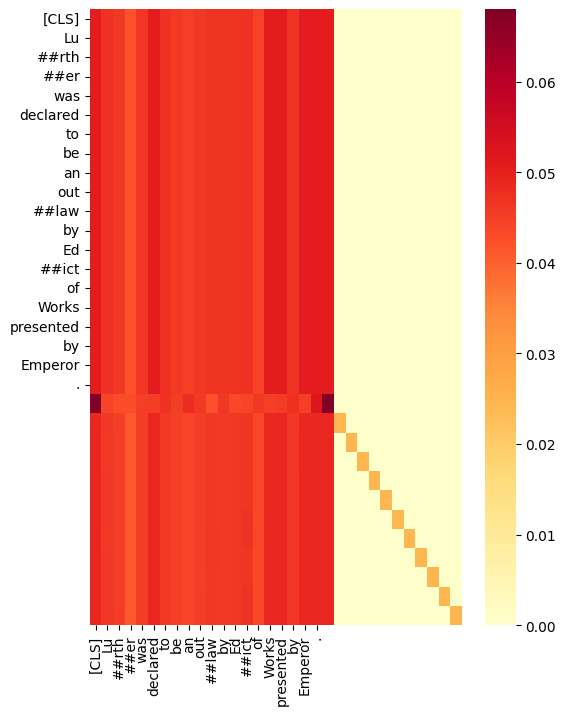 [CLS]
Lu
##rth
##er
was
declared
to
be
an
out
##law
by
Ed
##ict
of
Works
presented
by
Emperor
.
0.06
0.05
0.04
0.03
0.02
0.01
0.00
[CLS]
Lu
##rth
##er
was
declared
to
be
an
out
##law
by
Ed
##ict
of
Works
presented
by
Emperor
.